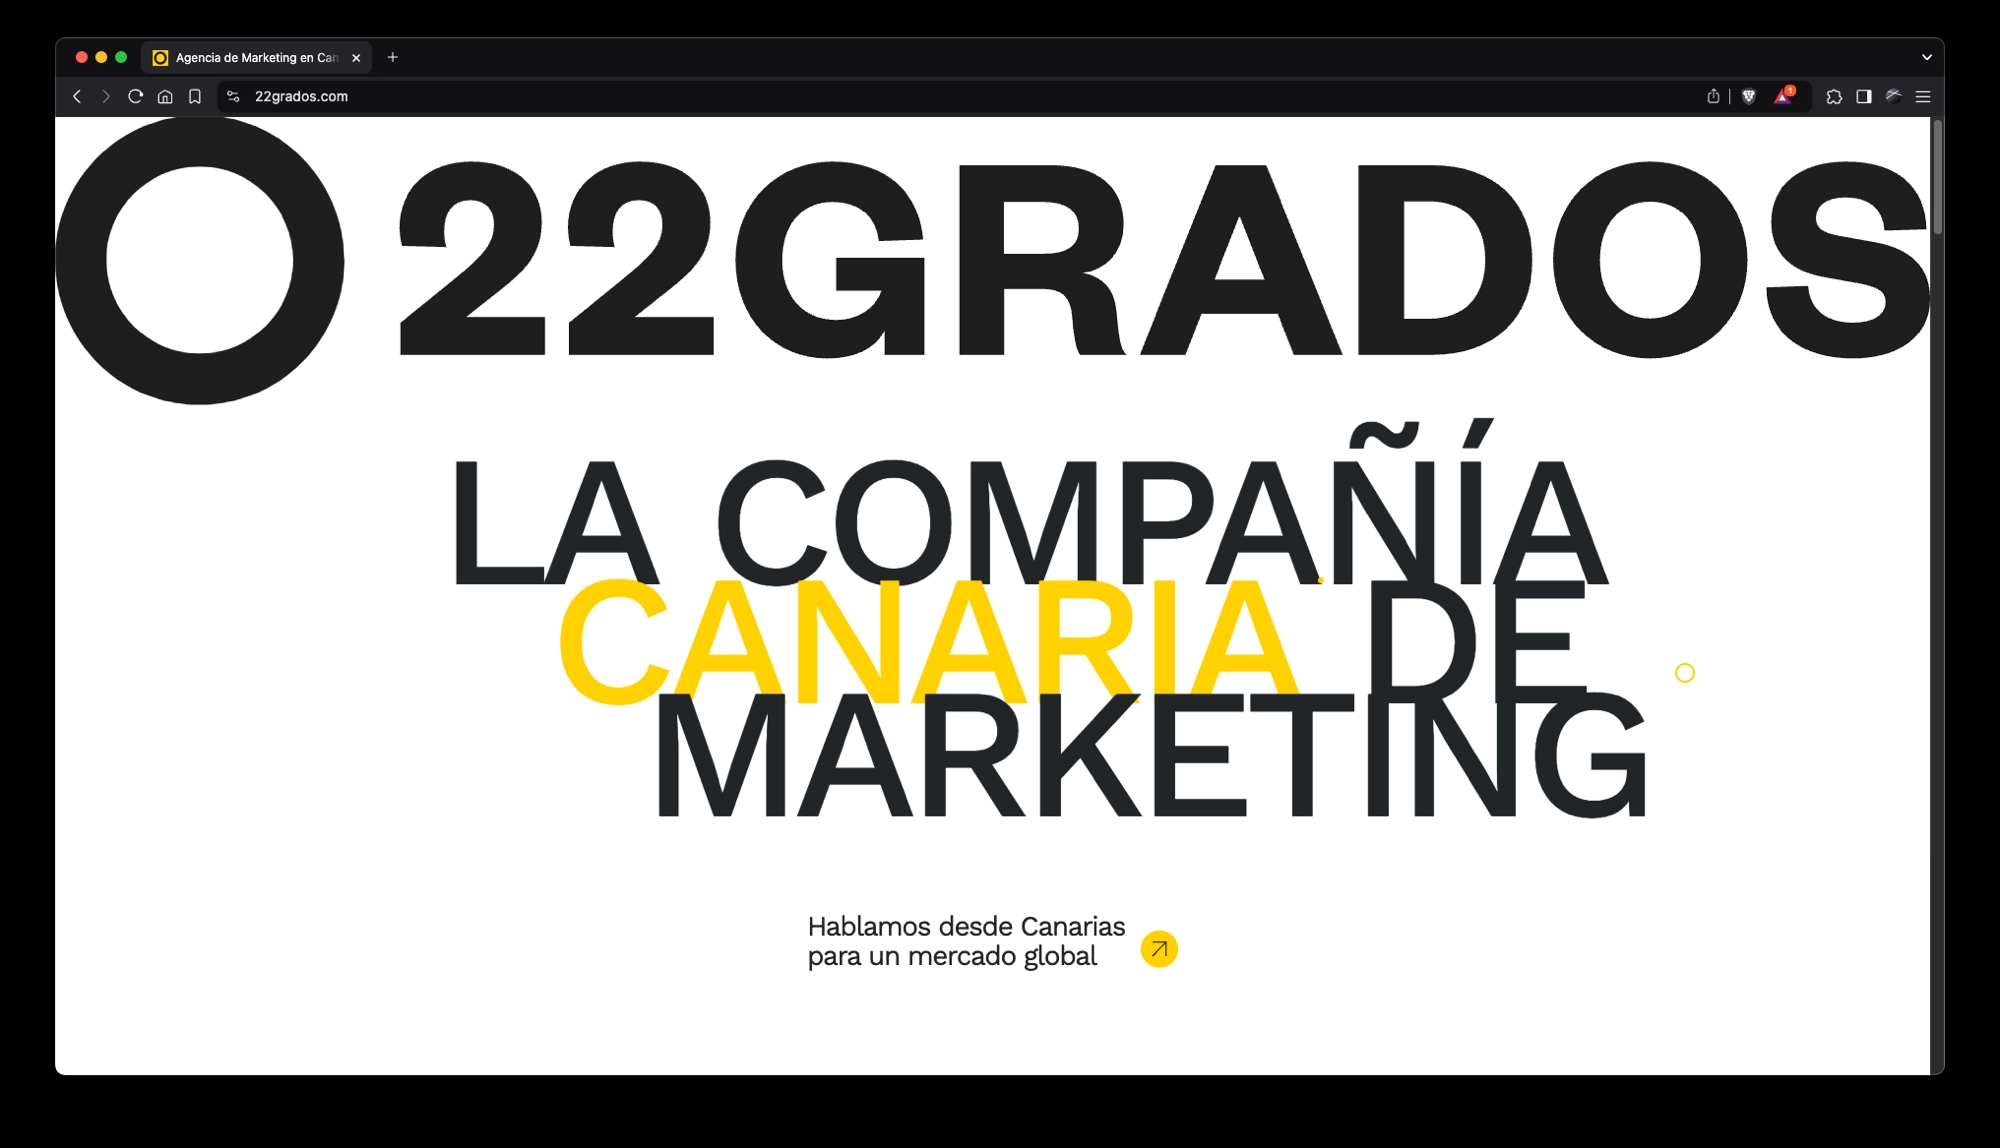 Agencia de Marketing en Can
22grados.com
1
22GRADOS
LA COMPAÑÍA
CANARIA DE
MARKETING
Hablamos desde Canarias
para un mercado global